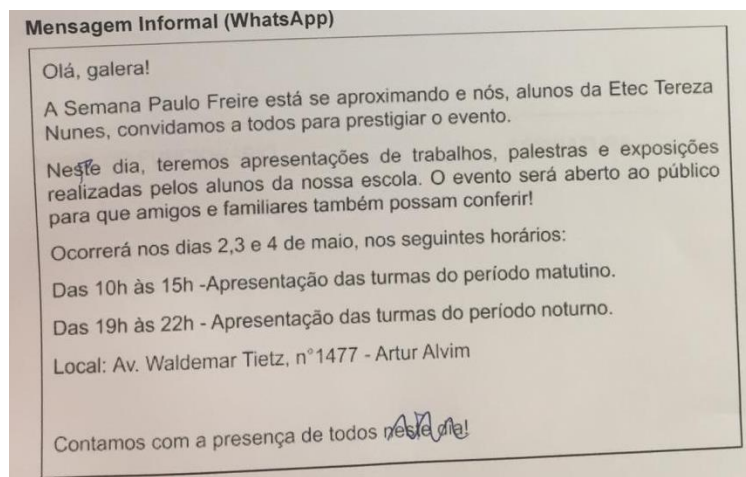 Mensagem Informal (WhatsApp)
Olá, galera!
A Semana Paulo Freire está se aproximando e nós, alunos da Etec Tereza
Nunes, convidamos a todos para prestigiar o evento.
Neste dia, teremos apresentações de trabalhos, palestras e exposições
realizadas pelos alunos da nossa escola. O evento será aberto ao público
para que amigos e familiares também possam conferir!
Ocorrerá nos dias 2,3 e 4 de maio, nos seguintes horários:
Das 10h às 15h -Apresentação das turmas do período matutino.
Das 19h às 22h - Apresentação das turmas do período noturno.
Local: Av. Waldemar Tietz, n°1477 - Artur Alvim
Contamos com a presença de todos neste dia!